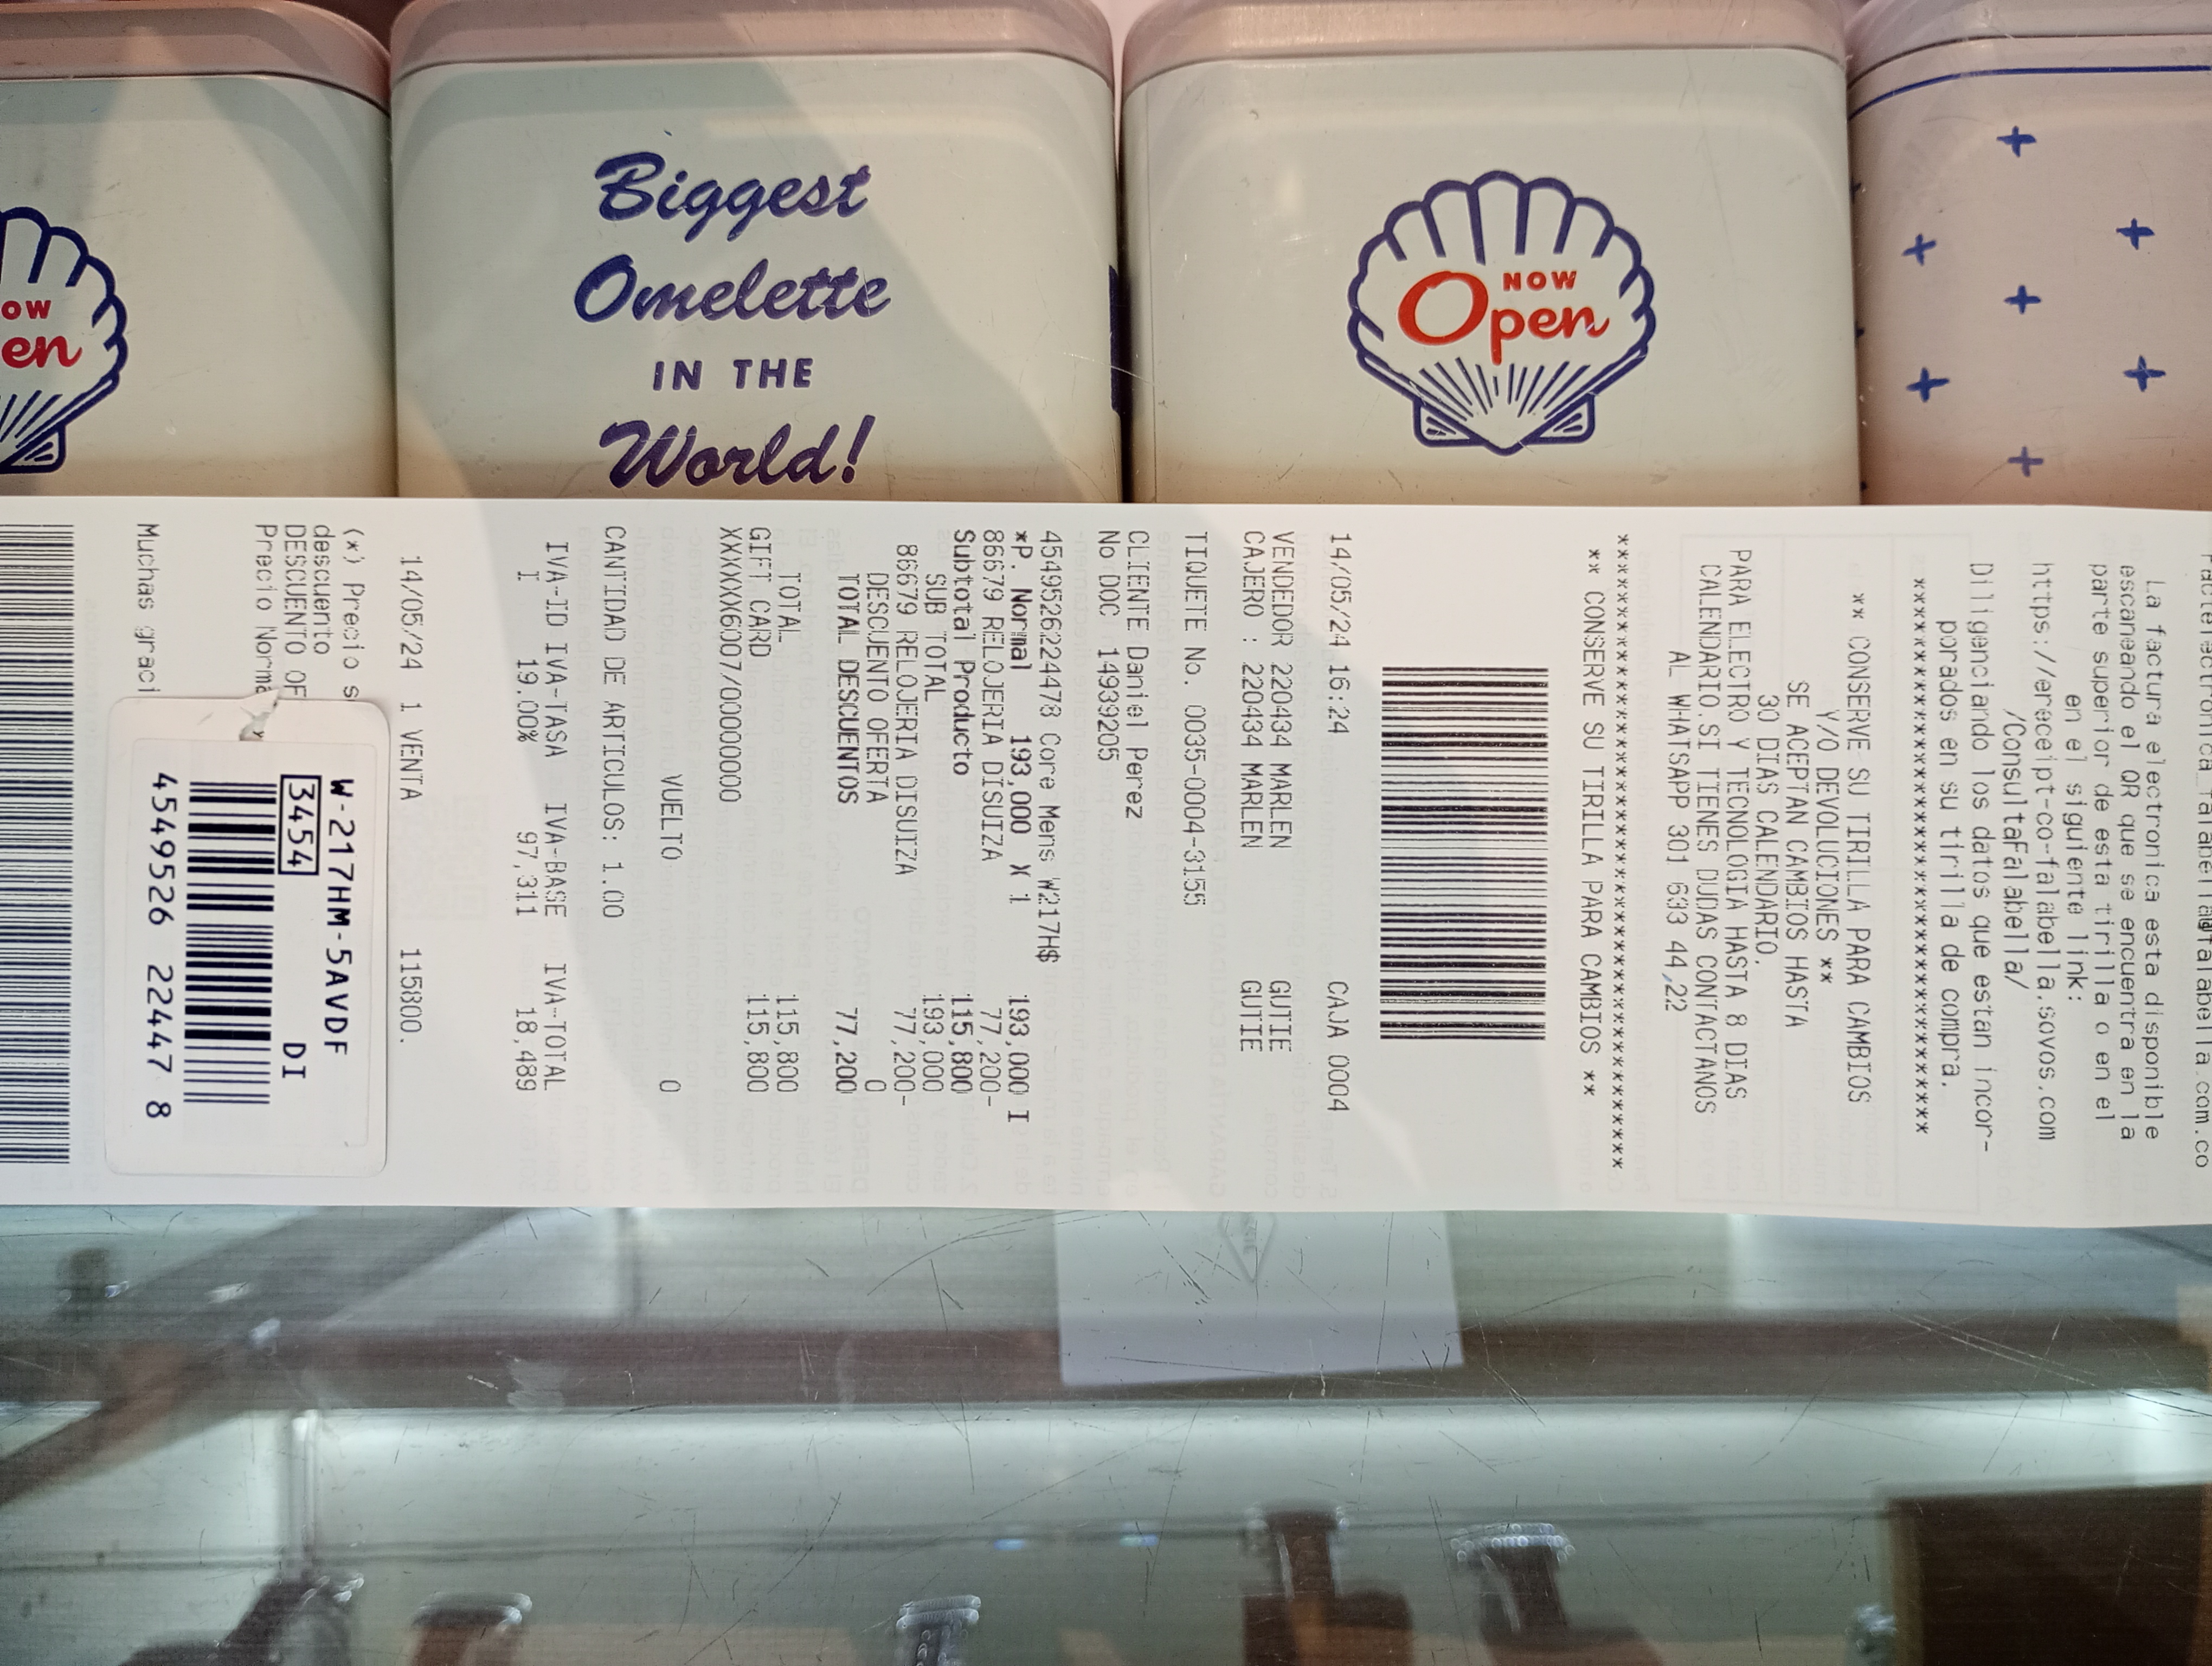 Biggest
Omelette
IN THE
World!
NOW
Open
ow
en
La factura electronica esta disponible
escaneando el QR que se encuentra en la
parte superior de esta tirilla o en el
en el siguiente link:
https://ereceipt-co-falabella.sovos.com
/ConsultaFalabella/
Diligenciando los datos que estan incor-
porados en su tirilla de compra.
** CONSERVE SU TIRILLA PARA CAMBIOS
Y/O DEVOLUCIONES **
SE ACEPTAN CAMBIOS HASTA
30 DIAS CALENDARIO.
PARA ELECTRO Y TECNOLOGIA HASTA 8 DIAS
CALENDARIO.SI TIENES DUDAS CONTACTANOS
AL WHATSAPP 301 633 44,22
** CONSERVE SU TIRILLA PARA CAMBIOS **
14/05/24 16:24 CAJA 0004
VENDEDOR 220434 MARLEN GUTIE
CAJERO : 220434 MARLEN GUTIE
TIQUETE No. 0035-0004-3155
CLIENTE Daniel Perez
No DOC 14939205
4549526224478 Core Mens W217H$
*P. Normal 193,000 X 1 193,000 I
86679 RELOJERIA DISUIZA 77,200-
Subtotal Producto 115,800
SUB TOTAL 193,000
86679 RELOJERIA DISUIZA 77,200-
DESCUENTO OFERTA 0
TOTAL DESCUENTOS 77,200
TOTAL 115,800
GIFT CARD 115,800
XXXXXX6007/00000000
VUELTO 0
CANTIDAD DE ARTICULOS: 1.00
IVA-ID IVA-TASA IVA-BASE IVA-TOTAL
I 19.00% 97,311 18,489
14/05/24 1 VENTA 115800.
(*) Precio s
descuento
DESCUENTO OF
Precio Norma
Muchas graci
W-217HM-5AVDF
3454 DI
4549526 22447 8